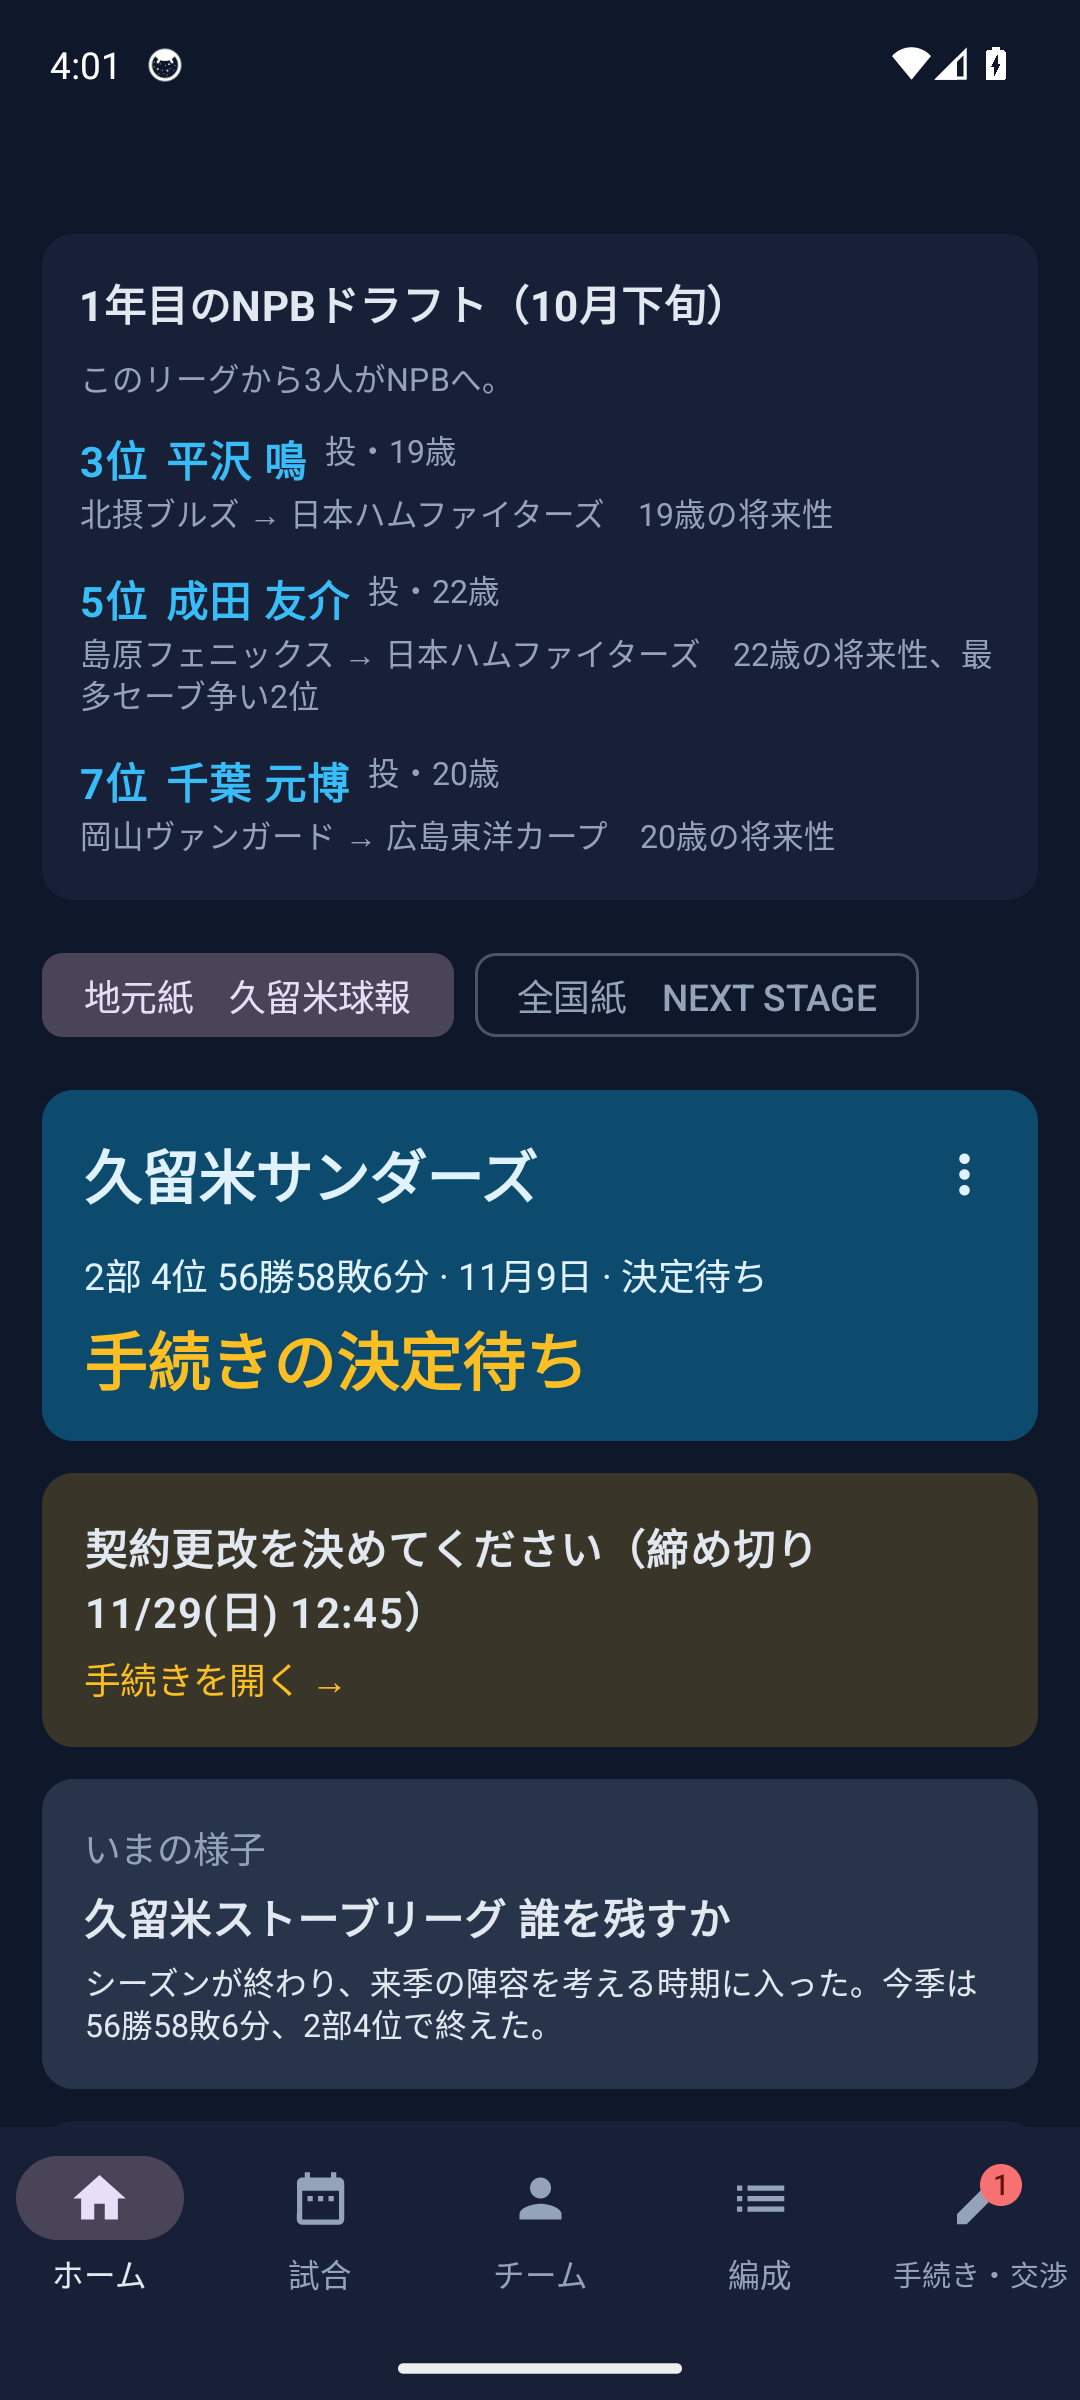 4:01
1年目のNPBドラフト（10月下旬）
このリーグから3人がNPBへ。
3位 平沢 鳴 投・19歳
北摂ブルズ → 日本ハムファイターズ　19歳の将来性
5位 成田 友介 投・22歳
島原フェニックス → 日本ハムファイターズ　22歳の将来性、最
多セーブ争い2位
7位 千葉 元博 投・20歳
岡山ヴァンガード → 広島東洋カープ　20歳の将来性
地元紙　久留米球報
全国紙　NEXT STAGE
久留米サンダーズ
2部 4位 56勝58敗6分 · 11月9日 · 決定待ち
手続きの決定待ち
契約更改を決めてください（締め切り
11/29(日) 12:45）
手続きを開く →
いまの様子
久留米ストーブリーグ 誰を残すか
シーズンが終わり、来季の陣容を考える時期に入った。今季は
56勝58敗6分、2部4位で終えた。
1
ホーム
試合
チーム
編成
手続き・交渉